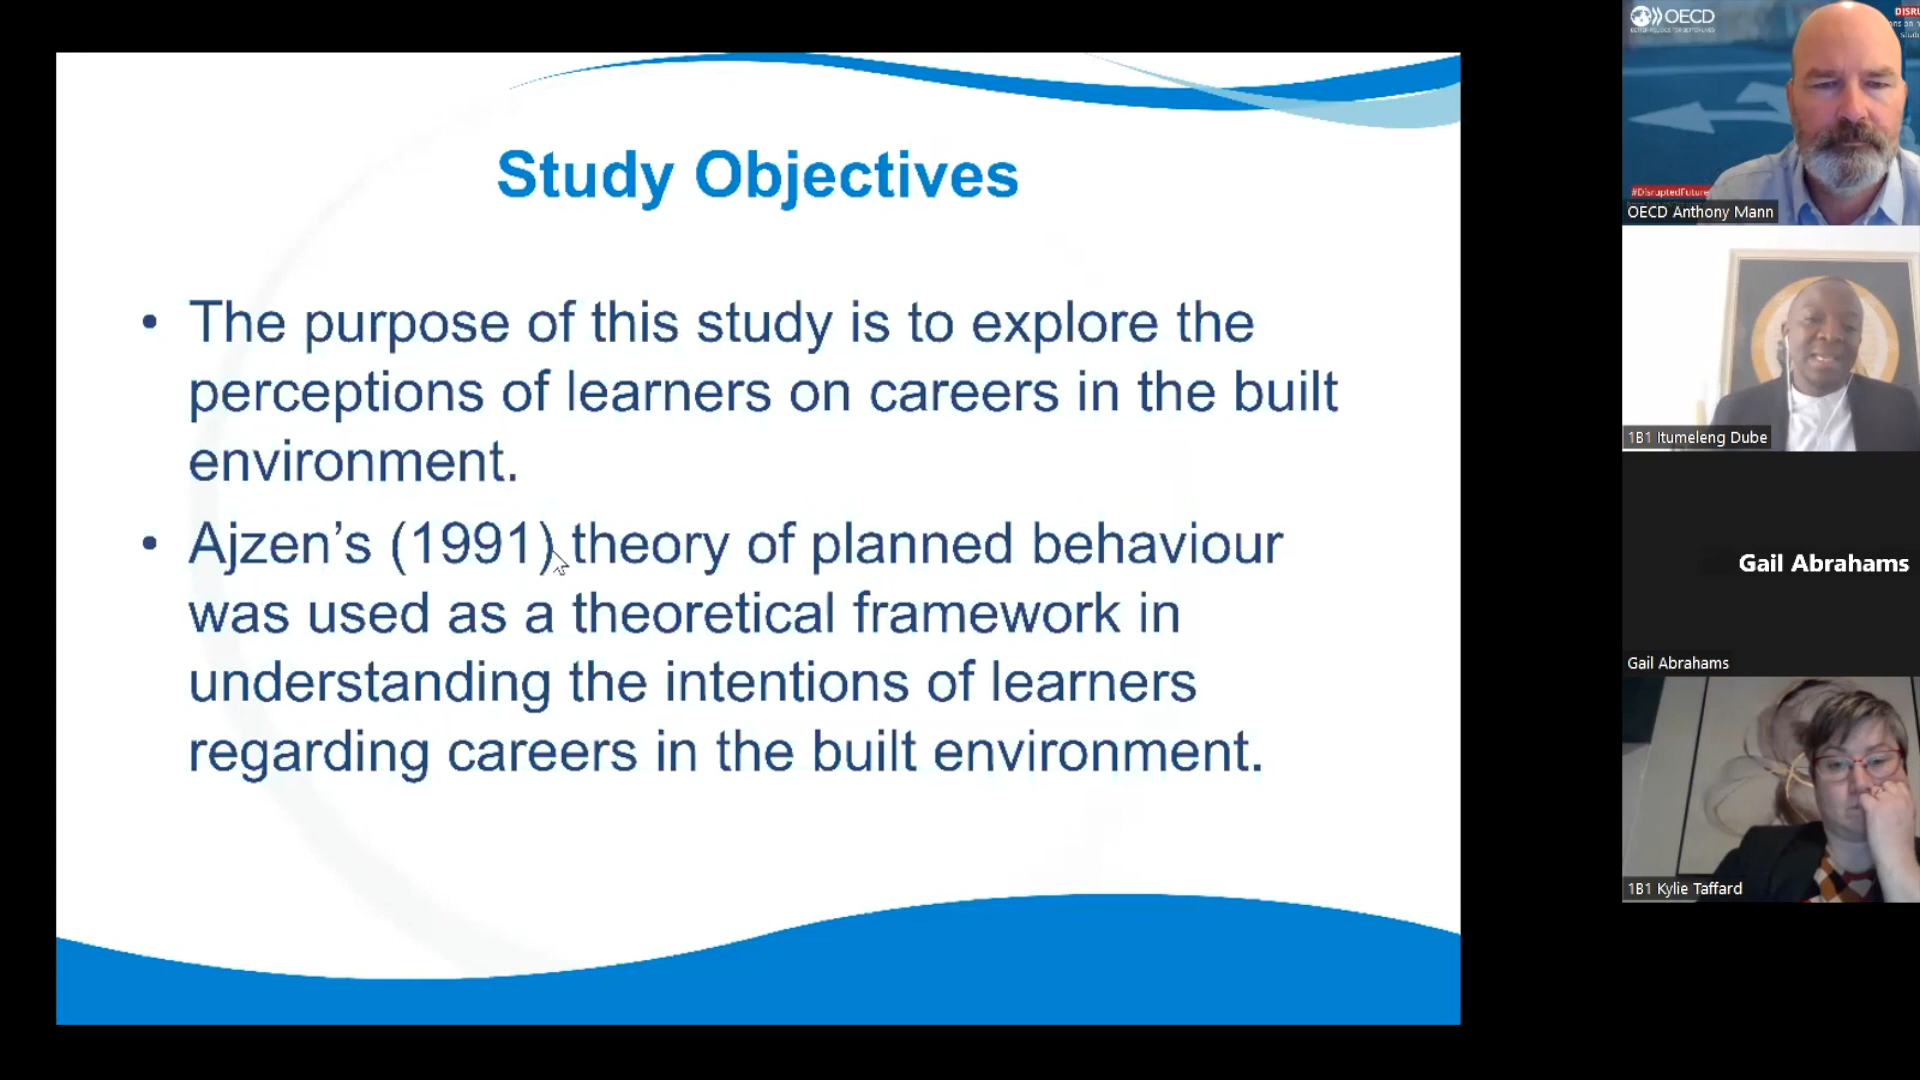 Study Objectives
• The purpose of this study is to explore the
perceptions of learners on careers in the built
environment.
• Ajzen’s (1991) theory of planned behaviour
was used as a theoretical framework in
understanding the intentions of learners
regarding careers in the built environment.
OECD
#DisruptedFuture
OECD Anthony Mann
1B1 Itumeleng Dube
Gail Abrahams
Gail Abrahams
1B1 Kylie Taffard